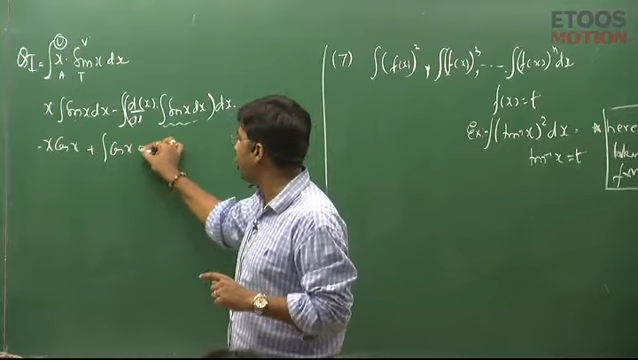 ETOOS
MOTION
I = ∫ x · sin x dx
U V
A T
x ∫ sin x dx - ∫ ( d(x)/dx · ∫ sin x dx ) dx.
- x cos x + ∫ cos x
(7) ∫ (f(x))², ∫(f(x))³, ... ∫(f(x))ⁿ dx
f(x) = t
Ex - ∫ (tan⁻¹x)² dx.
tan⁻¹x = t
* here
taken